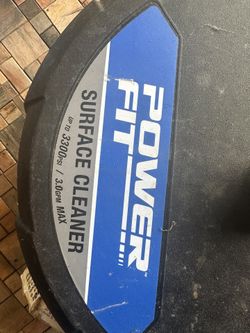 POWER
FIT
SURFACE CLEANER
UP TO 3300PSI / 3.0GPM MAX